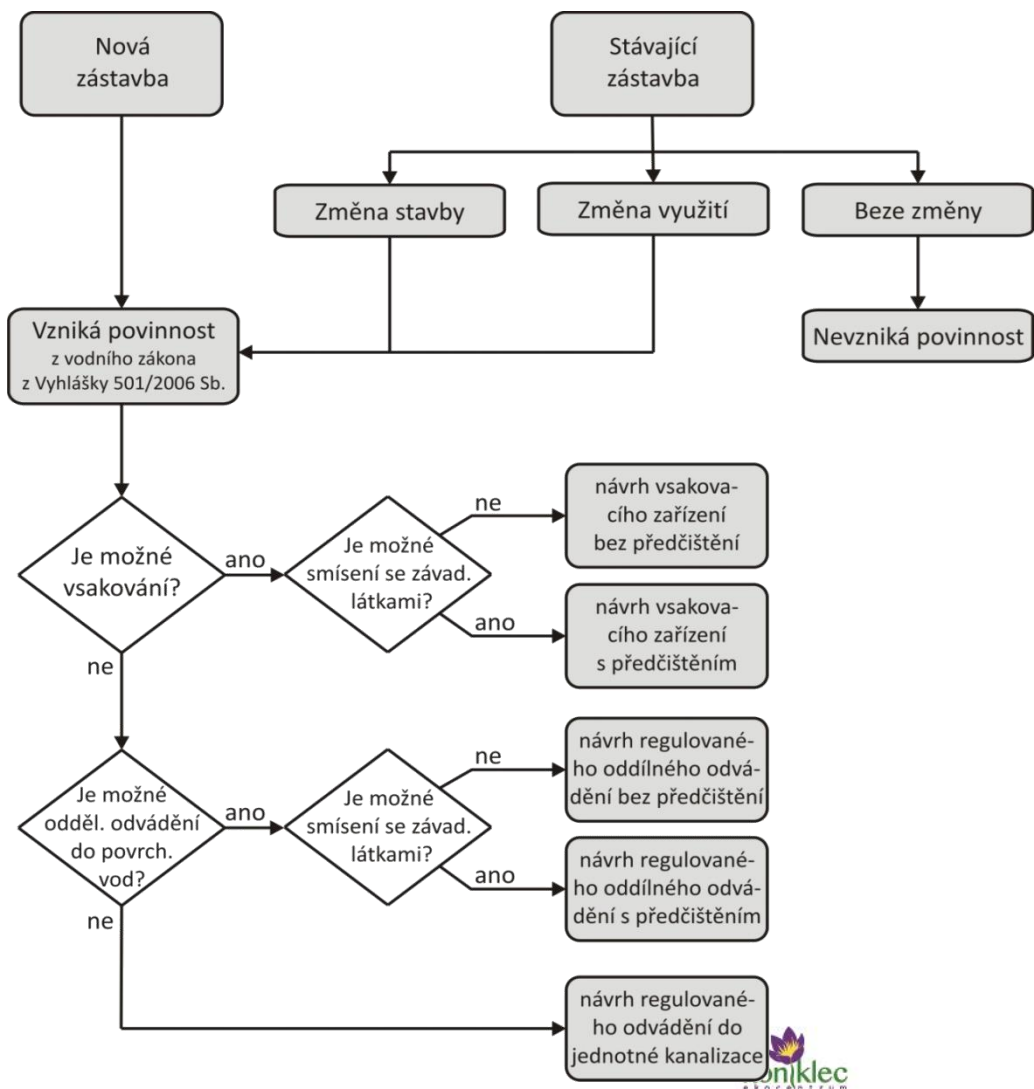 Nová
zástavba
Stávající
zástavba
Změna stavby
Změna využití
Beze změny
Vzniká povinnost
z vodního zákona
z Vyhlášky 501/2006 Sb.
Nevzniká povinnost
Je možné
vsakování?
ano
ne
Je možné
smísení se závad.
látkami?
ne
ano
návrh vsakova-
cího zařízení
bez předčištění
návrh vsakova-
cího zařízení
s předčištěním
Je možné
odděl. odvádění
do povrch.
vod?
ano
ne
Je možné
smísení se závad.
látkami?
ne
ano
návrh regulované-
ho oddílného odvá-
dění bez předčištění
návrh regulované-
ho oddílného odvá-
dění s předčištěním
návrh regulované-
ho odvádění do
jednotné kanalizace
ekocentrum